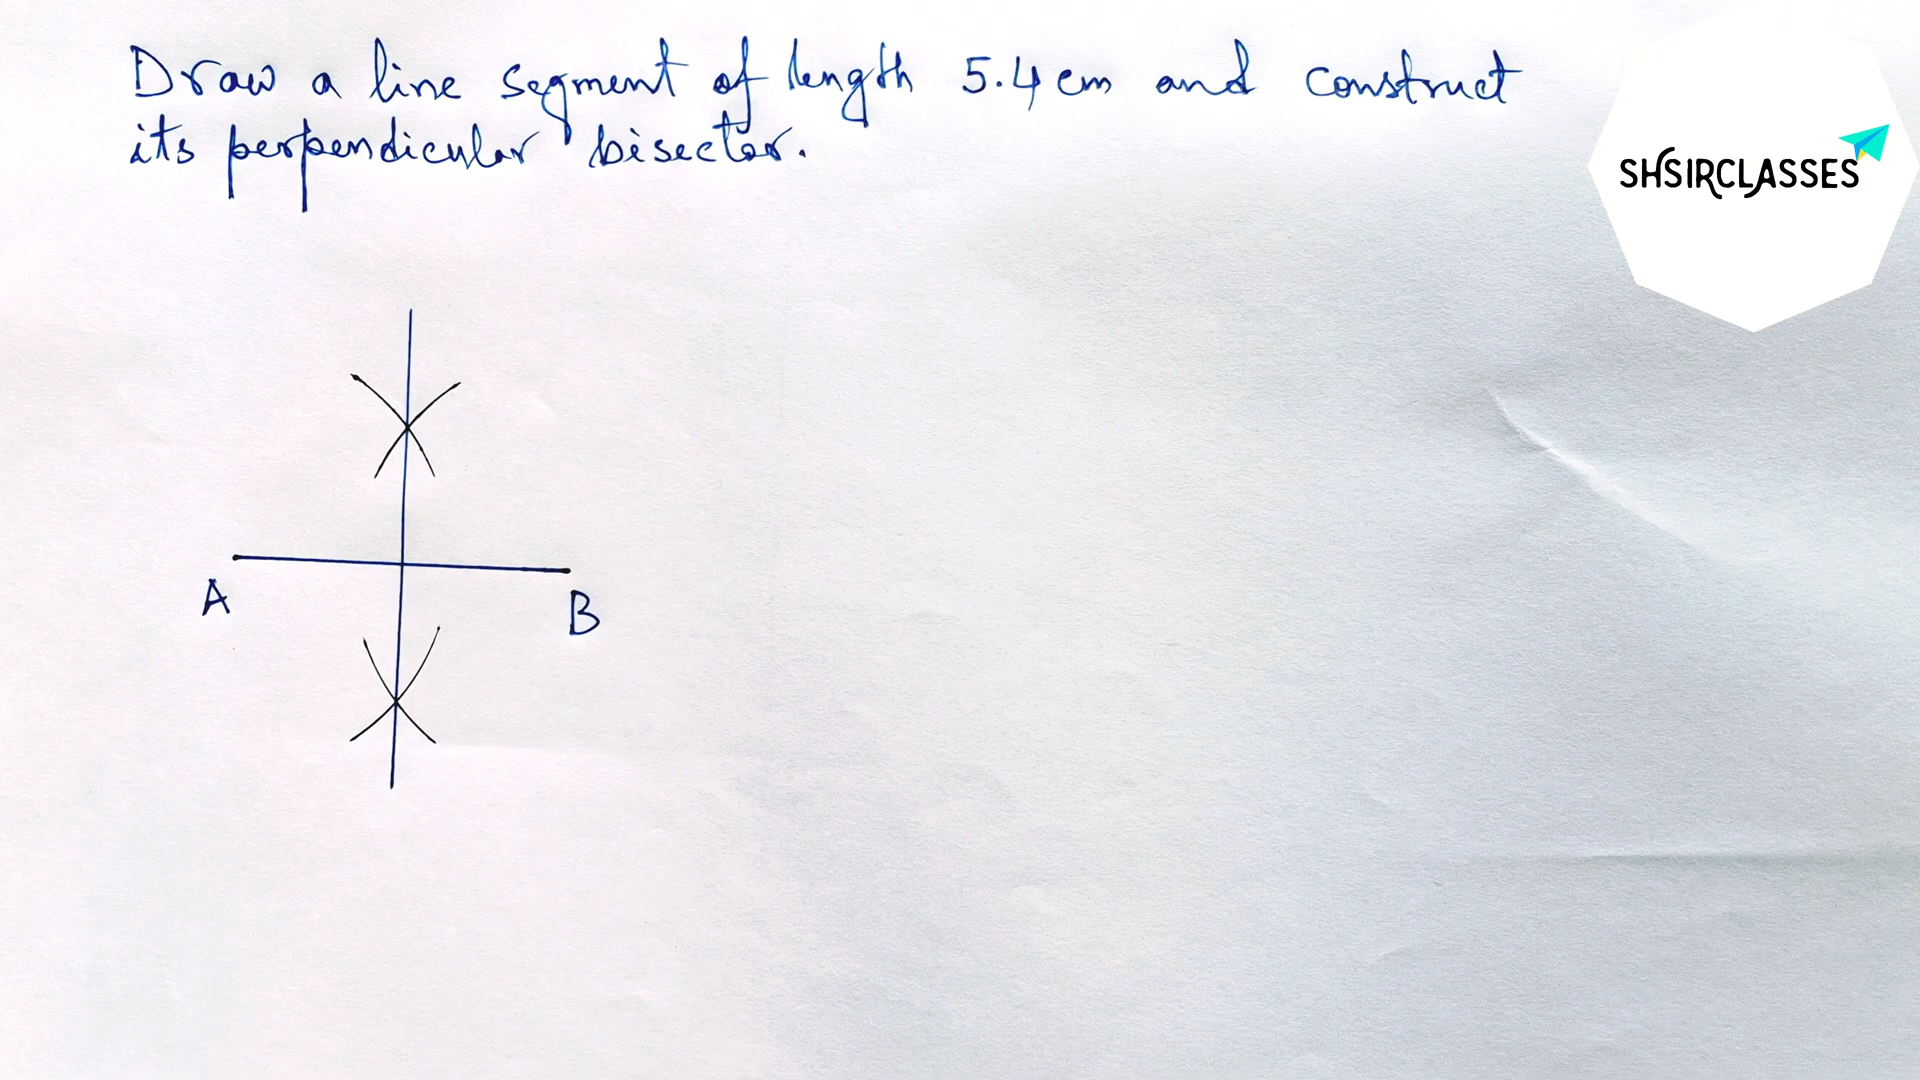 Draw a line segment of length 5.4 cm and construct
its perpendicular bisector.
SHSIRCLASSES
A
B